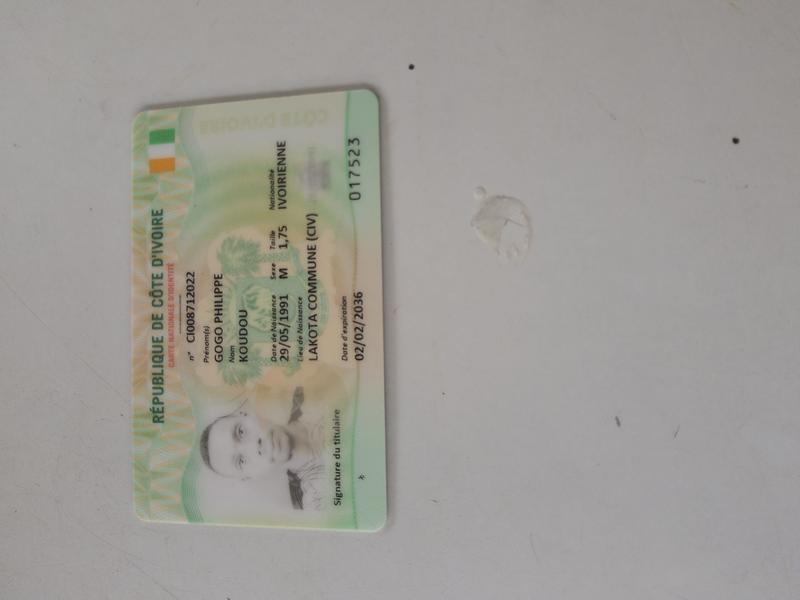 RÉPUBLIQUE DE CÔTE D'IVOIRE
CARTE NATIONALE D'IDENTITÉ
n° CI008712022
Prénom(s)
GOGO PHILIPPE
Nom
KOUDOU
Date de Naissance Sexe Taille Nationalité
29/05/1991 M 1,75 IVOIRIENNE
Lieu de Naissance
LAKOTA COMMUNE (CIV)
Date d'expiration
02/02/2036
017523
Signature du titulaire
CÔTE D'IVOIRE